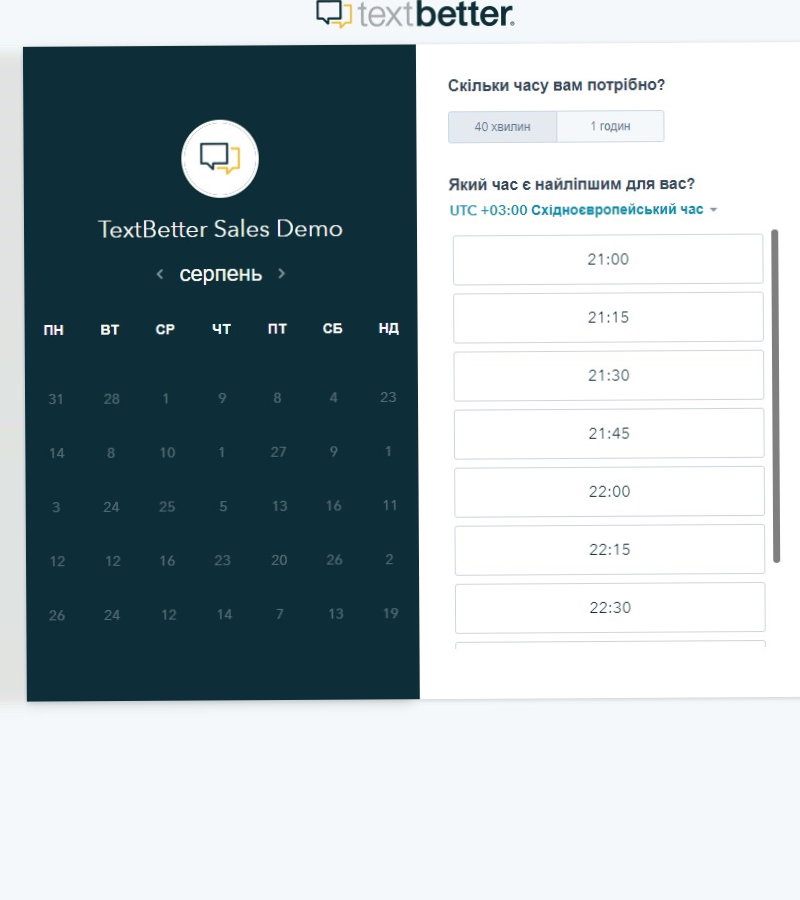 textbetter.
TextBetter Sales Demo
серпень
ПН ВТ СР ЧТ ПТ СБ НД
31 28 1 9 8 4 23
14 8 10 1 27 9 1
3 24 25 5 13 16 11
12 12 16 23 20 26 2
26 24 12 14 7 13 19
Скільки часу вам потрібно?
40 хвилин 1 годин
Який час є найліпшим для вас?
UTC +03:00 Східноєвропейський час
21:00
21:15
21:30
21:45
22:00
22:15
22:30